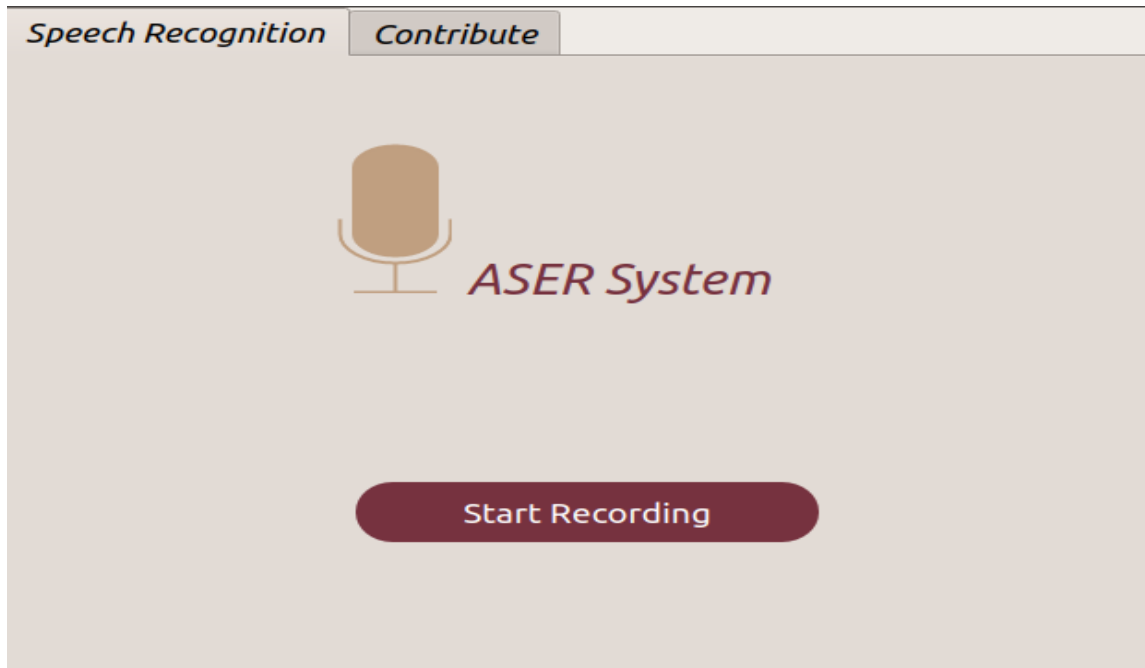 Speech Recognition
Contribute
ASER System
Start Recording